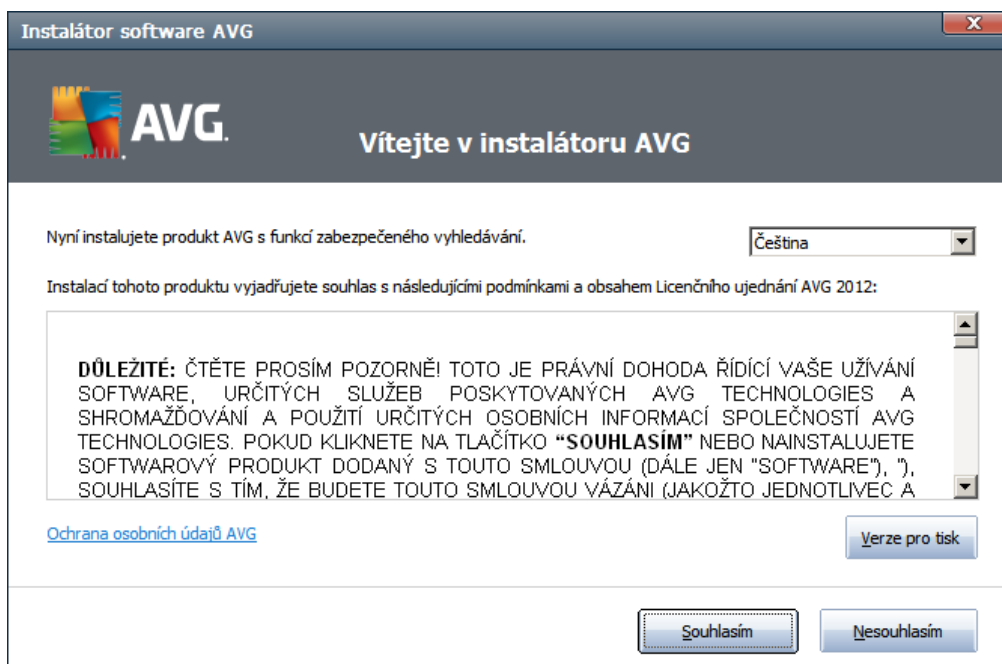 Instalátor software AVG
AVG.
Vítejte v instalátoru AVG
Nyní instalujete produkt AVG s funkcí zabezpečeného vyhledávání.
Čeština
Instalací tohoto produktu vyjadřujete souhlas s následujícími podmínkami a obsahem Licenčního ujednání AVG 2012:
DŮLEŽITÉ: ČTĚTE PROSÍM POZORNĚ! TOTO JE PRÁVNÍ DOHODA ŘÍDÍCÍ VAŠE UŽÍVÁNÍ
SOFTWARE, URČITÝCH SLUŽEB POSKYTOVANÝCH AVG TECHNOLOGIES A
SHROMAŽĎOVÁNÍ A POUŽITÍ URČITÝCH OSOBNÍCH INFORMACÍ SPOLEČNOSTÍ AVG
TECHNOLOGIES. POKUD KLIKNETE NA TLAČÍTKO “SOUHLASÍM” NEBO NAINSTALUJETE
SOFTWAROVÝ PRODUKT DODANÝ S TOUTO SMLOUVOU (DÁLE JEN "SOFTWARE"), "),
SOUHLASÍTE S TÍM, ŽE BUDETE TOUTO SMLOUVOU VÁZÁNI (JAKOŽTO JEDNOTLIVEC A
Ochrana osobních údajů AVG
Verze pro tisk
Souhlasím
Nesouhlasím